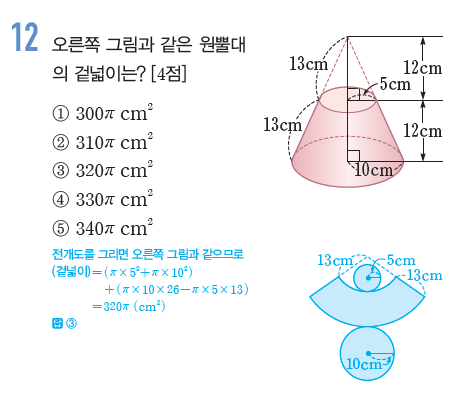 12 오른쪽 그림과 같은 원뿔대
의 겉넓이는? [4점]
① 300π cm²
② 310π cm²
③ 320π cm²
④ 330π cm²
⑤ 340π cm²
13cm
12cm
5cm
13cm
12cm
10cm
전개도를 그리면 오른쪽 그림과 같으므로
(겉넓이)=(π×5²+π×10²)
+(π×10×26-π×5×13)
=320π (cm²)
답 ③
13cm
5cm
13cm
10cm